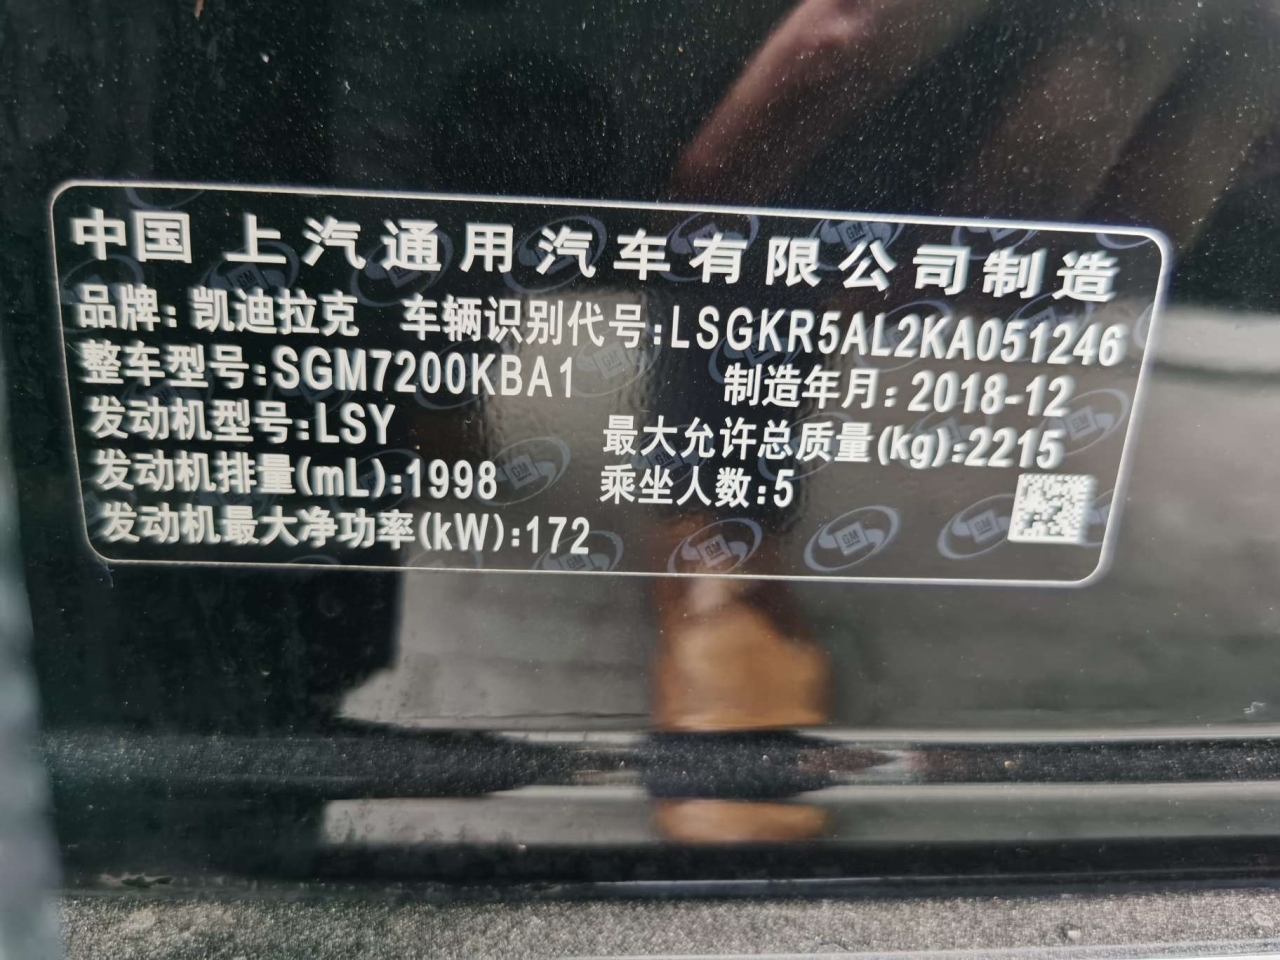 中国 上汽通用汽车有限公司制造
品牌: 凯迪拉克 车辆识别代号:LSGKR5AL2KA051246
整车型号:SGM7200KBA1 制造年月: 2018-12
发动机型号:LSY 最大允许总质量(kg):2215
发动机排量(mL):1998 乘坐人数:5
发动机最大净功率(kW):172